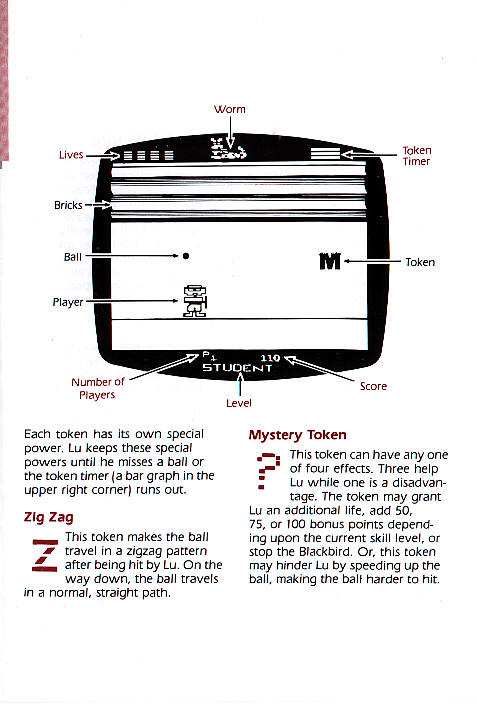 Worm
Lives
Token
Timer
Bricks
Ball
M
Token
Player
P1 110
STUDENT
Number of
Players
Score
Level
Each token has its own special
power. Lu keeps these special
powers until he misses a ball or
the token timer (a bar graph in the
upper right corner) runs out.
Zig Zag
Z This token makes the ball
travel in a zigzag pattern
after being hit by Lu. On the
way down, the ball travels
in a normal, straight path.
Mystery Token
? This token can have any one
of four effects. Three help
Lu while one is a disadvan-
tage. The token may grant
Lu an additional life, add 50,
75, or 100 bonus points depend-
ing upon the current skill level, or
stop the Blackbird. Or, this token
may hinder Lu by speeding up the
ball, making the ball harder to hit.